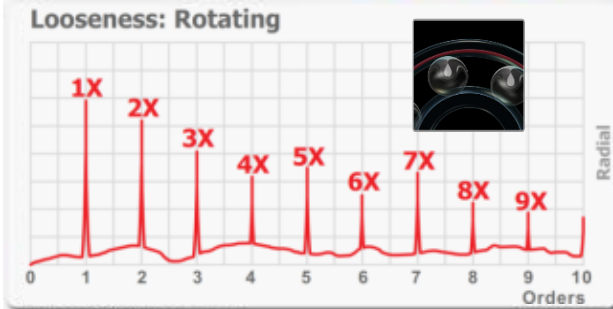 Looseness: Rotating
1X
2X
3X
4X
5X
6X
7X
8X
9X
Radial
0 1 2 3 4 5 6 7 8 9 10
Orders